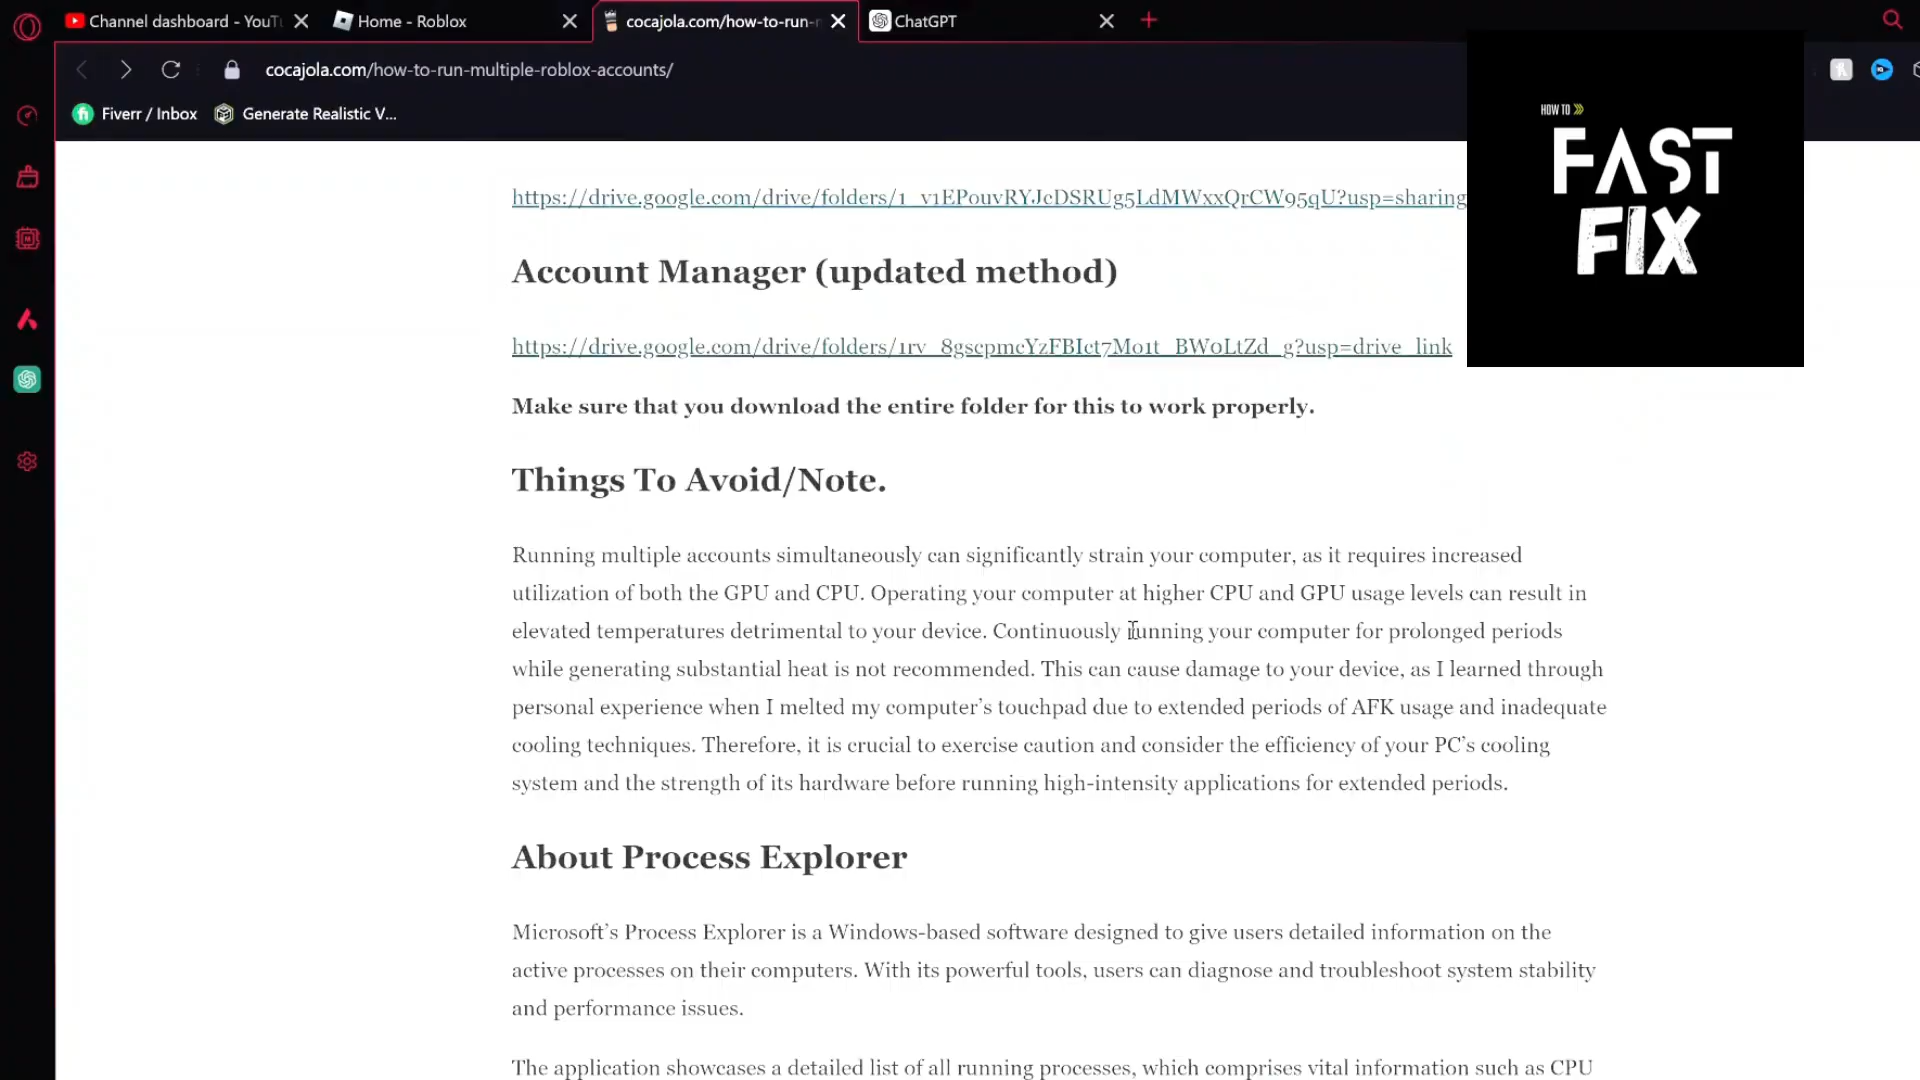 Channel dashboard - YouTu
Home - Roblox
cocajola.com/how-to-run-n
ChatGPT
cocajola.com/how-to-run-multiple-roblox-accounts/
Fiverr / Inbox
Generate Realistic V...
HOW TO
FAST
FIX
https://drive.google.com/drive/folders/1_v1EPouvRYJcDSRUg5LdMWxxQrCW95qU?usp=sharing
Account Manager (updated method)
https://drive.google.com/drive/folders/1rv_8gscpmcYzFBIct7Mo1t_BW0LtZd_g?usp=drive_link
Make sure that you download the entire folder for this to work properly.
Things To Avoid/Note.
Running multiple accounts simultaneously can significantly strain your computer, as it requires increased
utilization of both the GPU and CPU. Operating your computer at higher CPU and GPU usage levels can result in
elevated temperatures detrimental to your device. Continuously running your computer for prolonged periods
while generating substantial heat is not recommended. This can cause damage to your device, as I learned through
personal experience when I melted my computer’s touchpad due to extended periods of AFK usage and inadequate
cooling techniques. Therefore, it is crucial to exercise caution and consider the efficiency of your PC’s cooling
system and the strength of its hardware before running high-intensity applications for extended periods.
About Process Explorer
Microsoft’s Process Explorer is a Windows-based software designed to give users detailed information on the
active processes on their computers. With its powerful tools, users can diagnose and troubleshoot system stability
and performance issues.
The application showcases a detailed list of all running processes, which comprises vital information such as CPU